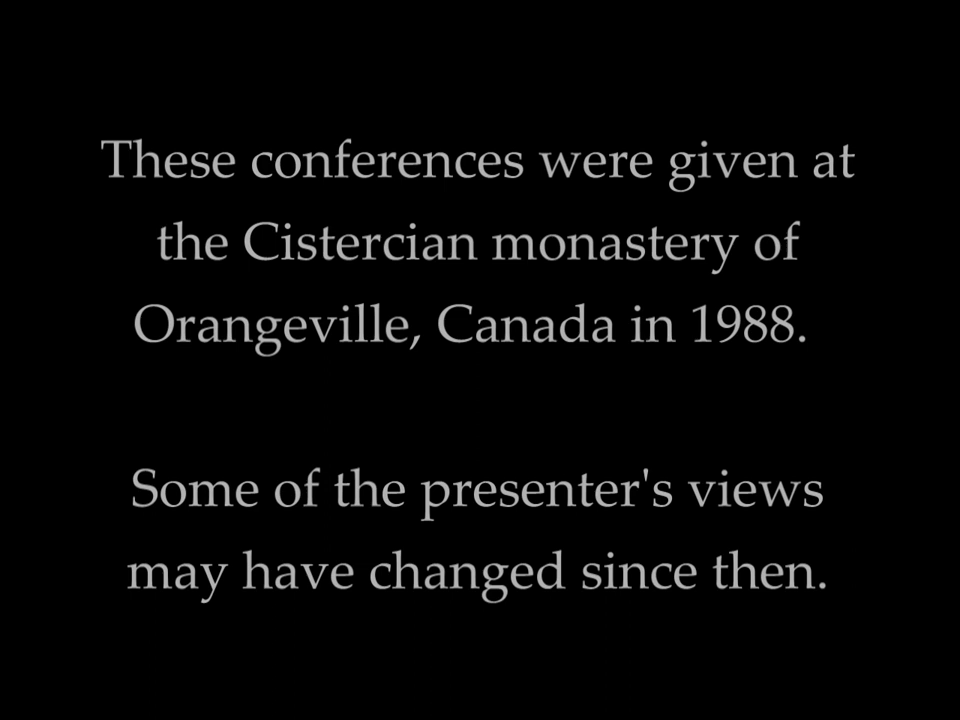 These conferences were given at
the Cistercian monastery of
Orangeville, Canada in 1988.
Some of the presenter's views
may have changed since then.